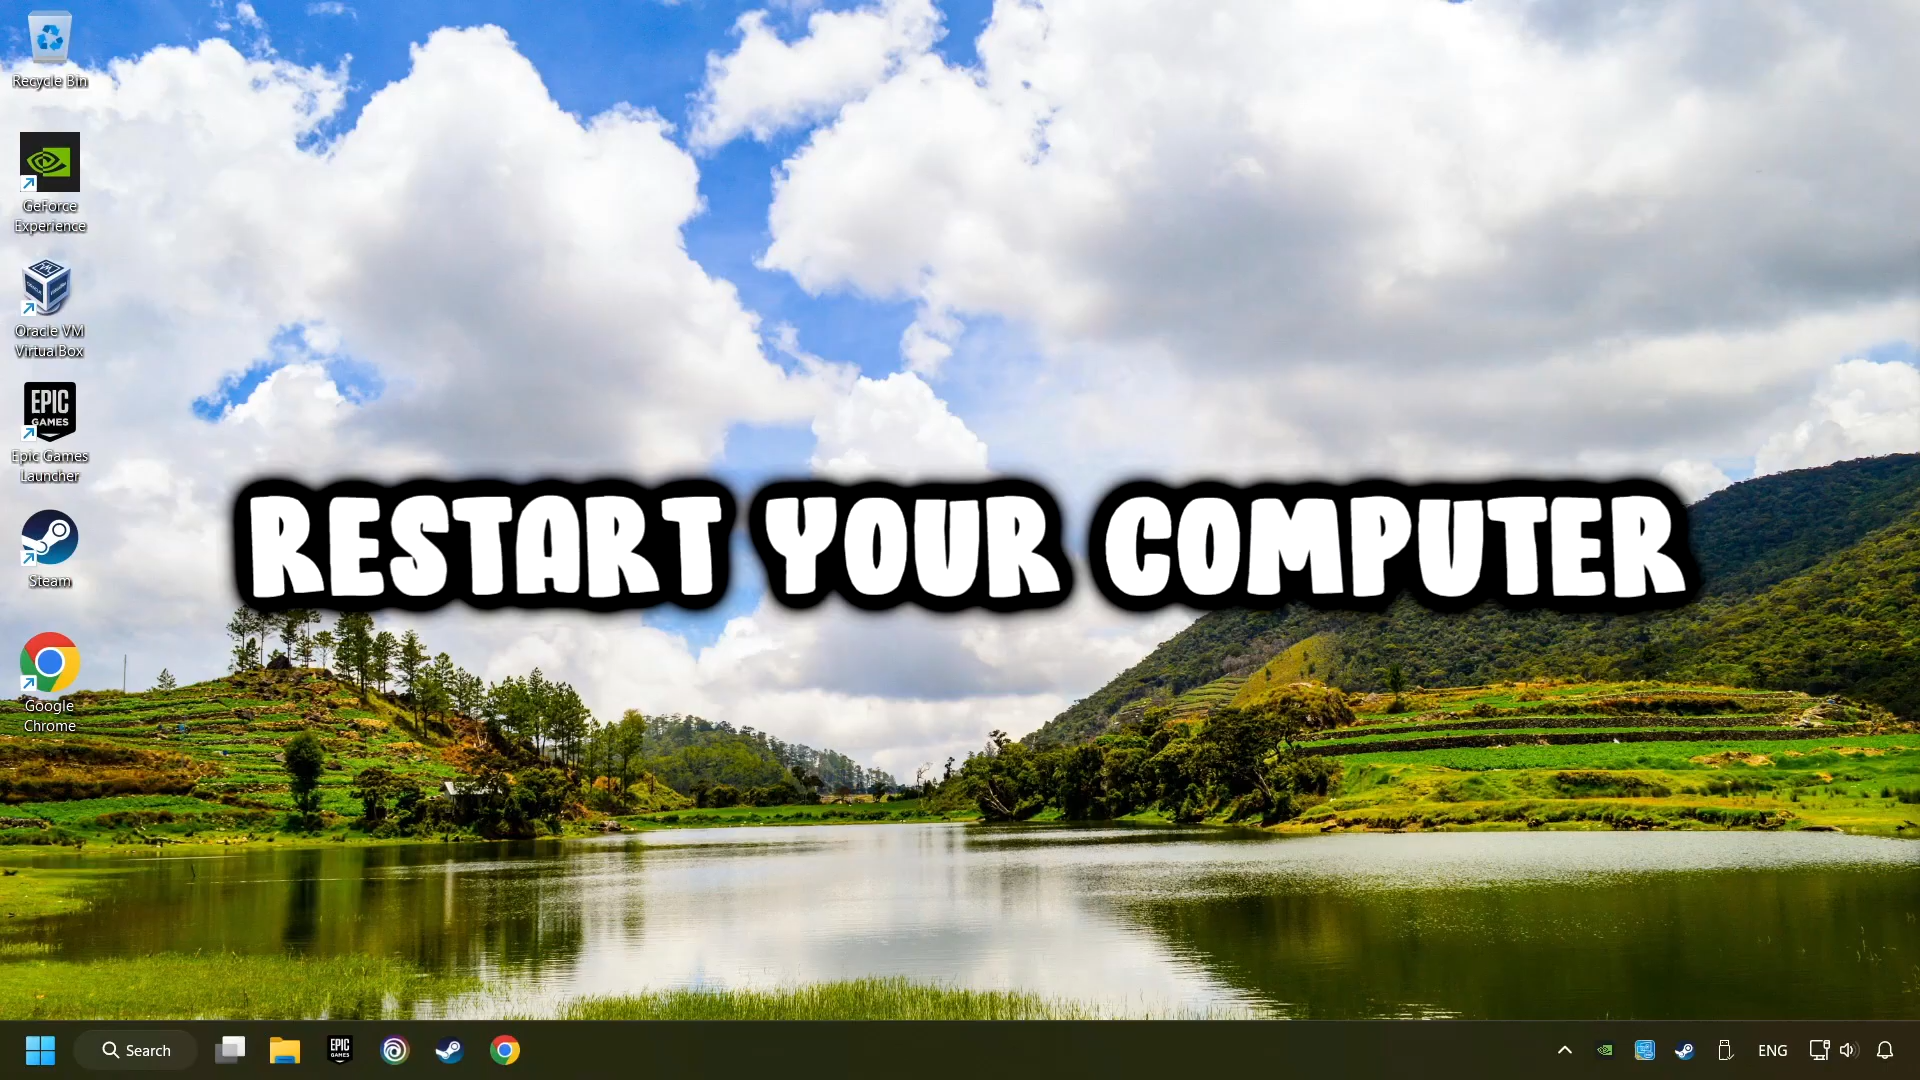 Recycle Bin
GeForce
Experience
Oracle VM
VirtualBox
EPIC
GAMES
Epic Games
Launcher
Steam
Google
Chrome
RESTART YOUR COMPUTER
Search
EPIC
GAMES
ENG